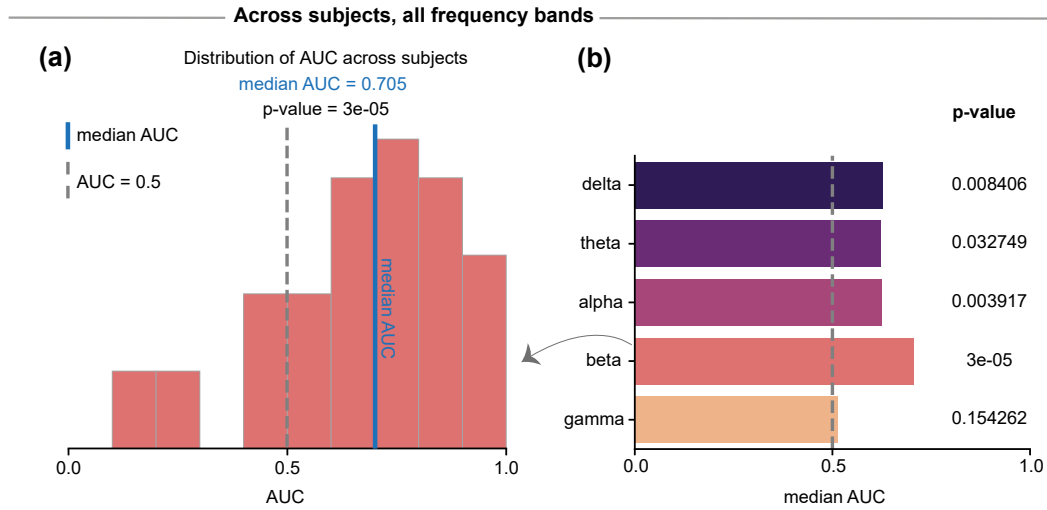 Across subjects, all frequency bands
(a)
Distribution of AUC across subjects
median AUC = 0.705
p-value = 3e-05
median AUC
AUC = 0.5
median AUC
0.0
0.5
1.0
AUC
(b)
p-value
delta
0.008406
theta
0.032749
alpha
0.003917
beta
3e-05
gamma
0.154262
0.0
0.5
1.0
median AUC